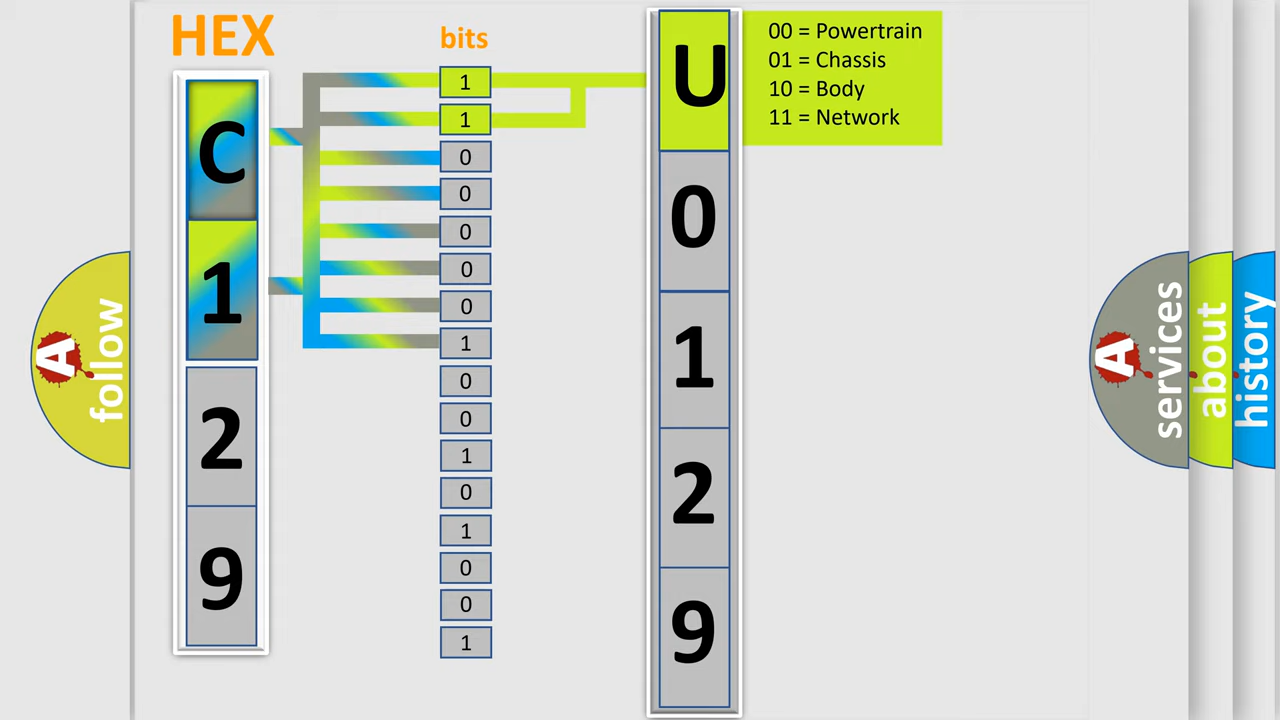 HEX
bits
C
1
2
9
1
1
0
0
0
0
0
1
0
0
1
0
1
0
0
1
U
0
1
2
9
00 = Powertrain
01 = Chassis
10 = Body
11 = Network
A
follow
A
services
about
history